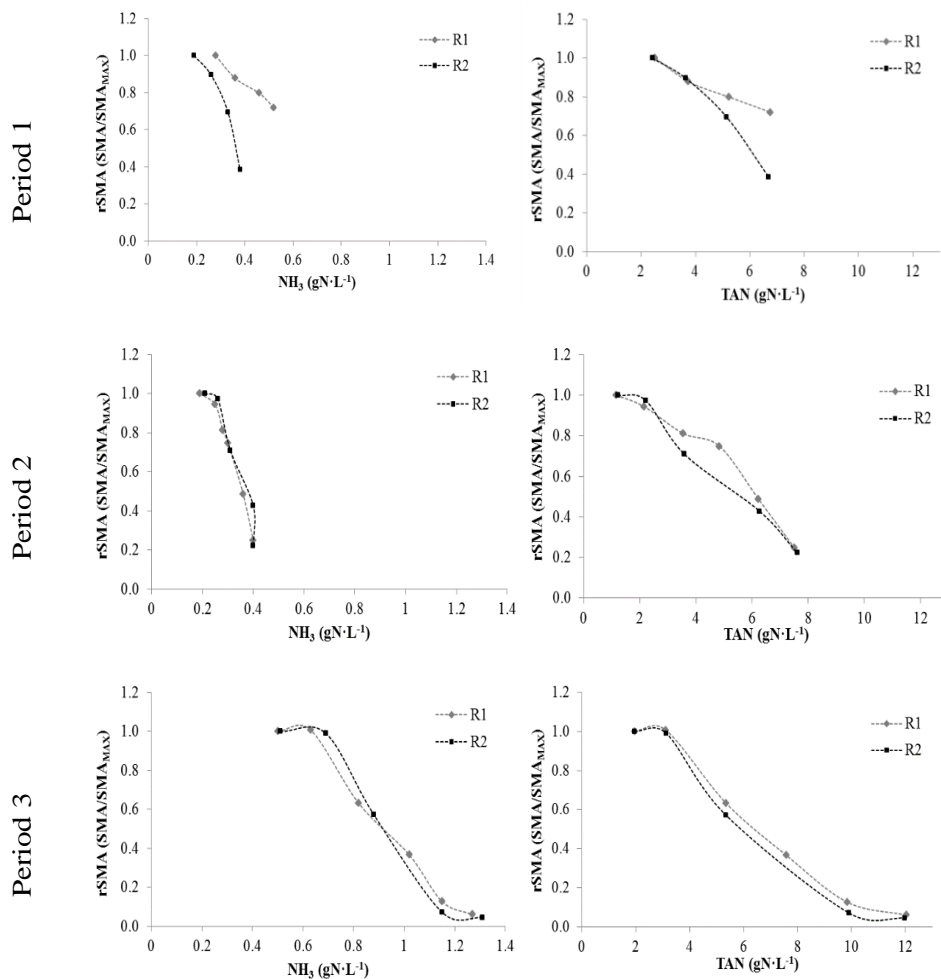 Period 1
rSMA (SMA/SMA_MAX)
1.2
1.0
0.8
0.6
0.4
0.2
0.0
R1
R2
0 0.2 0.4 0.6 0.8 1 1.2 1.4
NH₃ (gN·L⁻¹)
rSMA (SMA/SMA_MAX)
1.2
1.0
0.8
0.6
0.4
0.2
0.0
R1
R2
0 2 4 6 8 10 12
TAN (gN·L⁻¹)
Period 2
rSMA (SMA/SMA_MAX)
1.2
1.0
0.8
0.6
0.4
0.2
0.0
R1
R2
0 0.2 0.4 0.6 0.8 1 1.2 1.4
NH₃ (gN·L⁻¹)
rSMA (SMA/SMA_MAX)
1.2
1.0
0.8
0.6
0.4
0.2
0.0
R1
R2
0 2 4 6 8 10 12
TAN (gN·L⁻¹)
Period 3
rSMA (SMA/SMA_MAX)
1.2
1.0
0.8
0.6
0.4
0.2
0.0
R1
R2
0 0.2 0.4 0.6 0.8 1 1.2 1.4
NH₃ (gN·L⁻¹)
rSMA (SMA/SMA_MAX)
1.2
1.0
0.8
0.6
0.4
0.2
0.0
R1
R2
0 2 4 6 8 10 12
TAN (gN·L⁻¹)